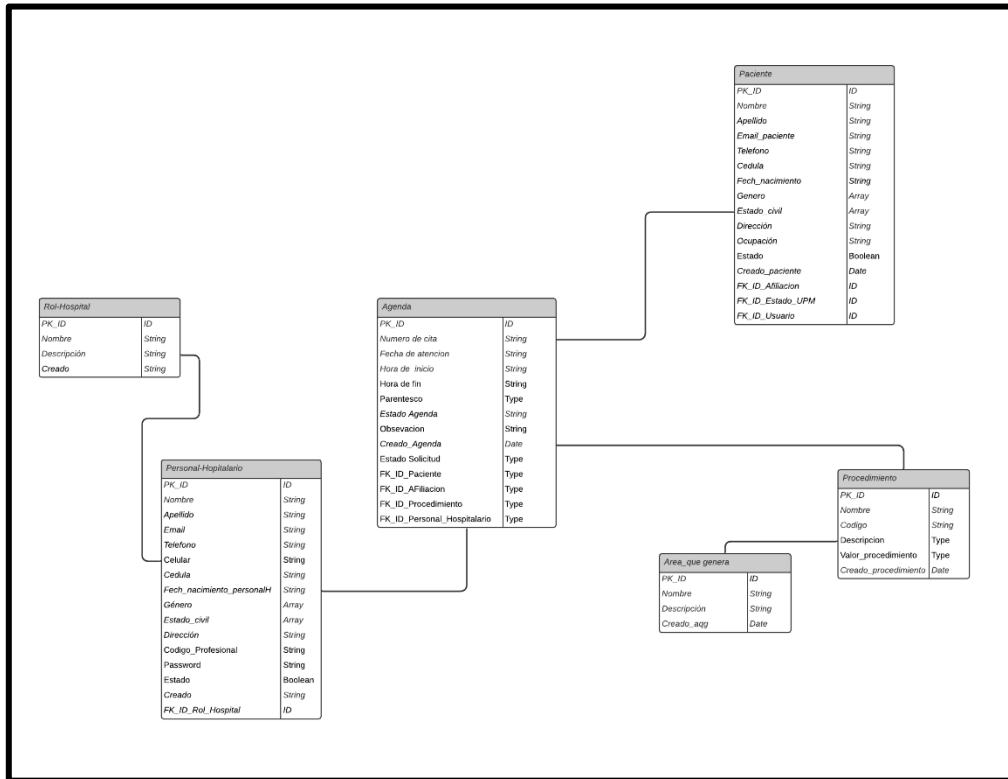 Paciente
PK_ID ID
Nombre String
Apellido String
Email_paciente String
Telefono String
Cedula String
Fech_nacimiento String
Genero Array
Estado_civil Array
Dirección String
Ocupación String
Estado Boolean
Creado_paciente Date
FK_ID_Afiliacion ID
FK_ID_Estado_UPM ID
FK_ID_Usuario ID
Rol-Hospital
PK_ID ID
Nombre String
Descripción String
Creado String
Agenda
PK_ID ID
Numero de cita String
Fecha de atencion String
Hora de inicio String
Hora de fin String
Parentesco Type
Estado Agenda String
Obsevacion String
Creado_Agenda Date
Estado Solicitud Type
FK_ID_Paciente Type
FK_ID_AFiliacion Type
FK_ID_Procedimiento Type
FK_ID_Personal_Hospitalario Type
Personal-Hopitalario
PK_ID ID
Nombre String
Apellido String
Email String
Telefono String
Celular String
Cedula String
Fech_nacimiento_personalH String
Género Array
Estado_civil Array
Dirección String
Codigo_Profesional String
Password String
Estado Boolean
Creado String
FK_ID_Rol_Hospital ID
Procedimiento
PK_ID ID
Nombre String
Codigo String
Descripcion Type
Valor_procedimiento Type
Creado_procedimiento Date
Area_que genera
PK_ID ID
Nombre String
Descripción String
Creado_aqg Date